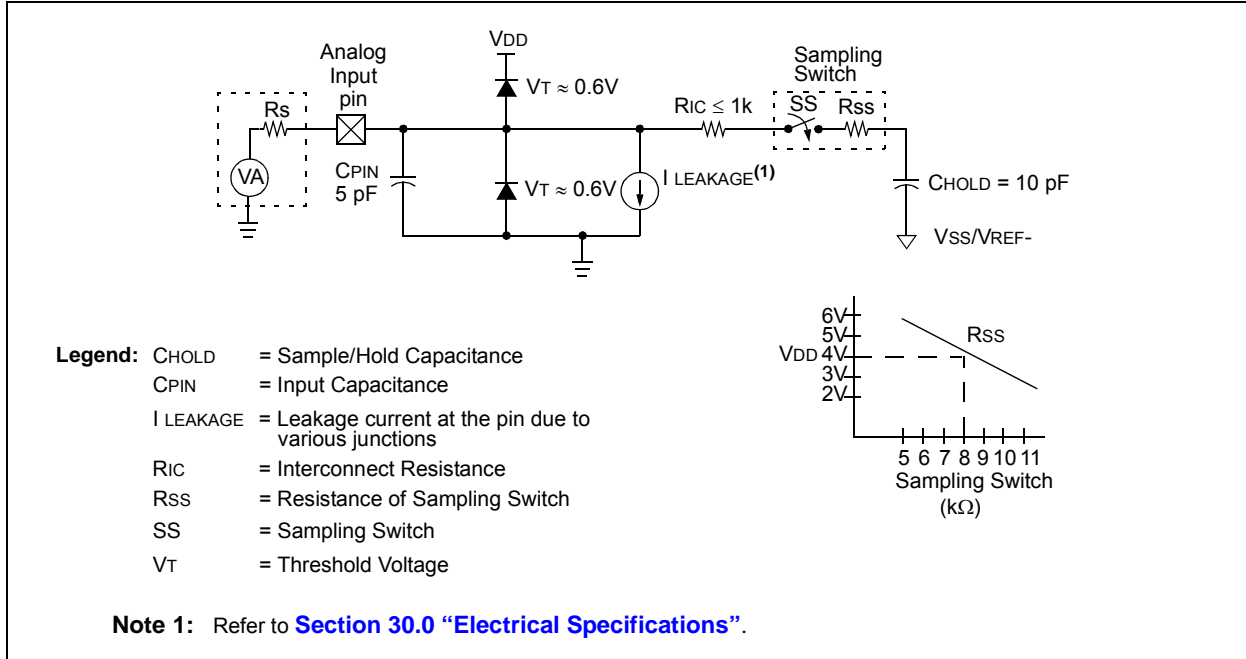 VDD
Analog
Input
pin
Sampling
Switch
VT ≈ 0.6V
Rs
RIC ≤ 1k
SS
Rss
VA
CPIN
5 pF
VT ≈ 0.6V
I LEAKAGE(1)
CHOLD = 10 pF
VSS/VREF-
6V
5V
VDD 4V
3V
2V
RSS
5 6 7 8 9 10 11
Sampling Switch
(kΩ)
Legend: CHOLD = Sample/Hold Capacitance
CPIN = Input Capacitance
I LEAKAGE = Leakage current at the pin due to
various junctions
RIC = Interconnect Resistance
RSS = Resistance of Sampling Switch
SS = Sampling Switch
VT = Threshold Voltage
Note 1: Refer to Section 30.0 “Electrical Specifications”.